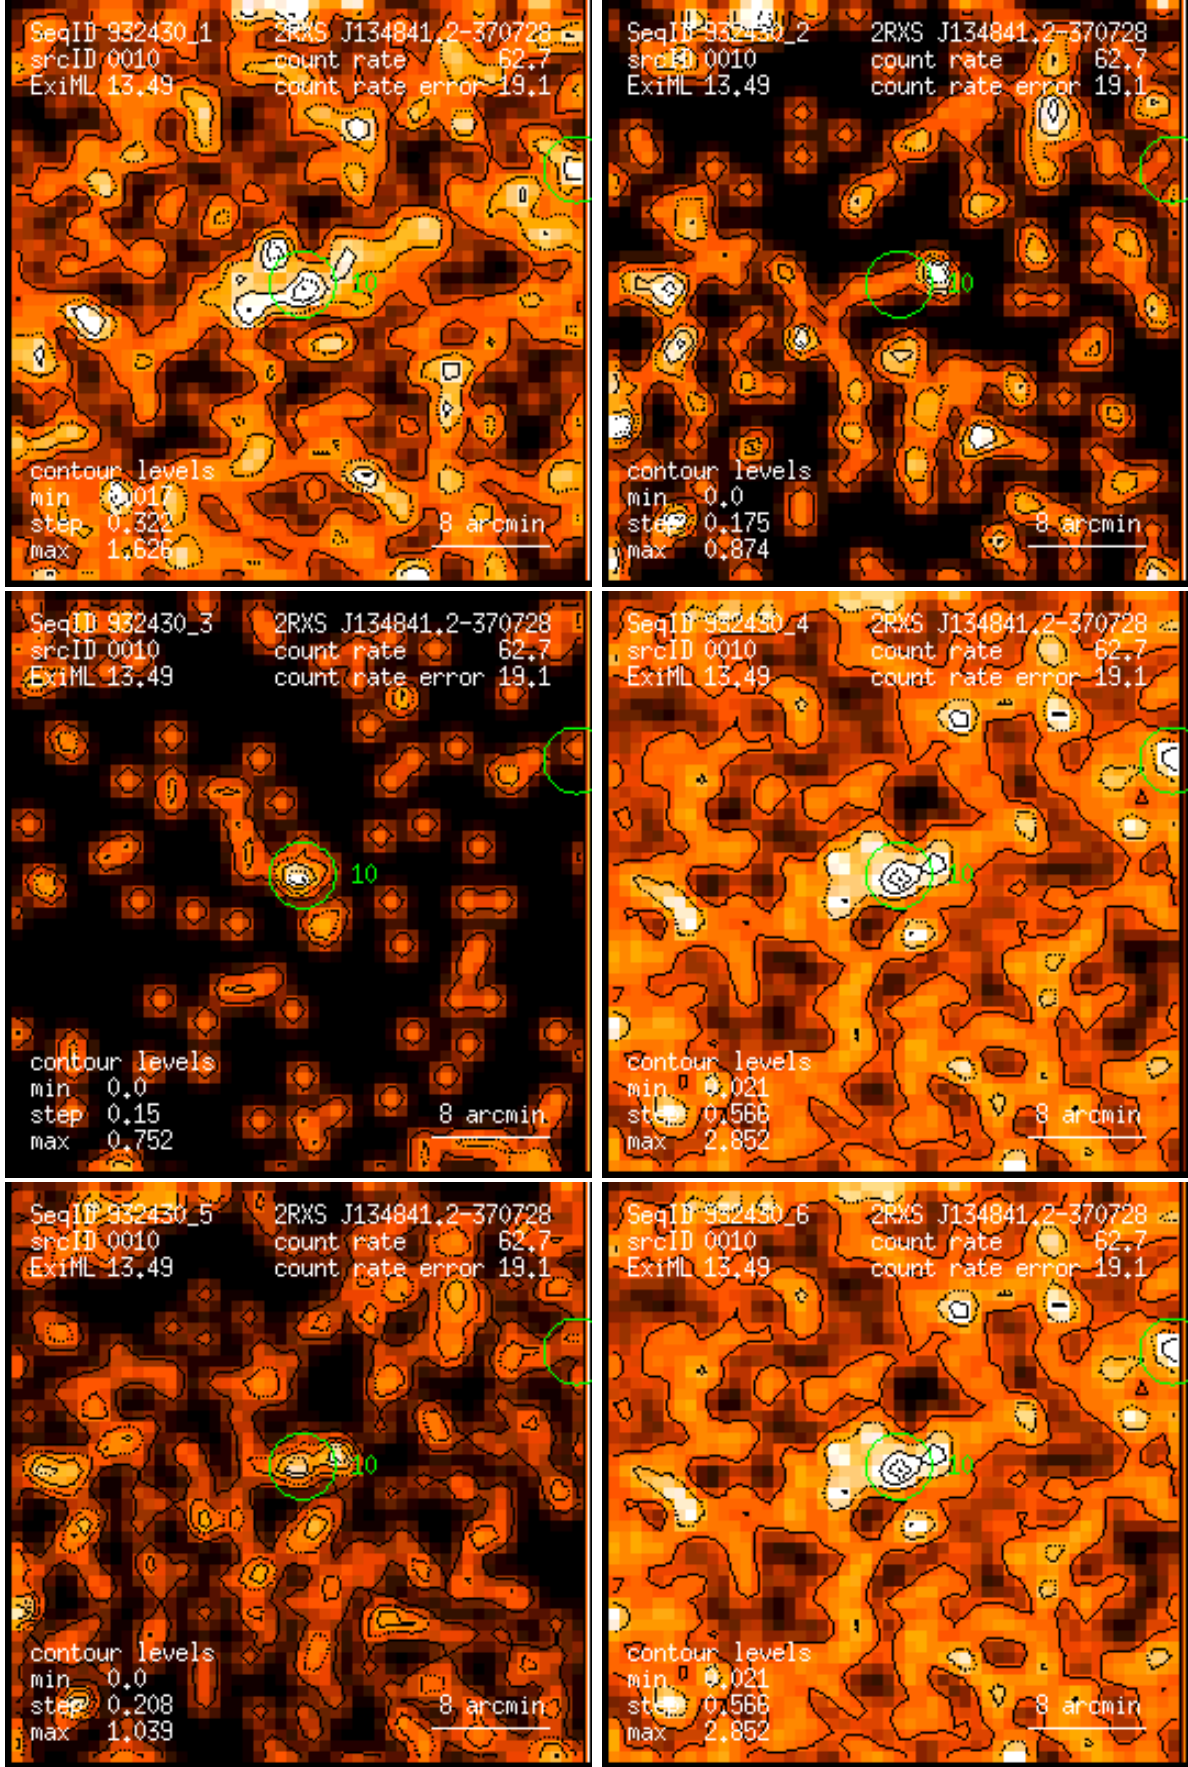 SeqID 932430_1 2RXS J134841.2-370728
srcID 0010 count rate 62.7
ExiML 13.49 count rate error 19.1
10
contour levels
min 0.017
step 0.322
max 1.626
8 arcmin
SeqID 932430_2 2RXS J134841.2-370728
srcID 0010 count rate 62.7
ExiML 13.49 count rate error 19.1
10
contour levels
min 0.0
step 0.175
max 0.874
8 arcmin
SeqID 932430_3 2RXS J134841.2-370728
srcID 0010 count rate 62.7
ExiML 13.49 count rate error 19.1
10
contour levels
min 0.0
step 0.15
max 0.752
8 arcmin
SeqID 932430_4 2RXS J134841.2-370728
srcID 0010 count rate 62.7
ExiML 13.49 count rate error 19.1
10
contour levels
min 0.021
step 0.566
max 2.852
8 arcmin
SeqID 932430_5 2RXS J134841.2-370728
srcID 0010 count rate 62.7
ExiML 13.49 count rate error 19.1
10
contour levels
min 0.0
step 0.208
max 1.039
8 arcmin
SeqID 932430_6 2RXS J134841.2-370728
srcID 0010 count rate 62.7
ExiML 13.49 count rate error 19.1
10
contour levels
min 0.021
step 0.566
max 2.852
8 arcmin